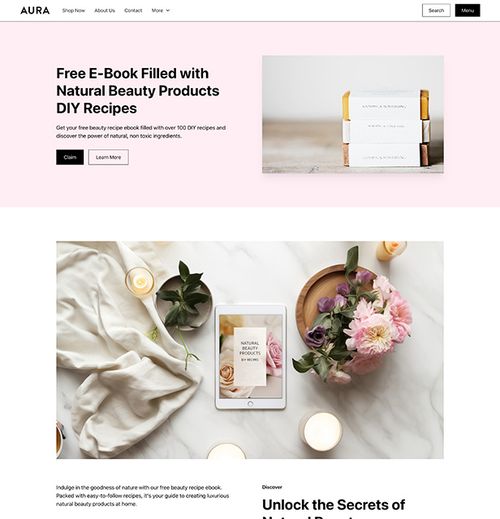 AURA
Shop Now
About Us
Contact
More
Search
Menu
Free E-Book Filled with
Natural Beauty Products
DIY Recipes
Get your free beauty recipe ebook filled with over 100 DIY recipes and
discover the power of natural, non toxic ingredients.
Claim
Learn More
NATURAL
BEAUTY
PRODUCTS
DIY RECIPES
Indulge in the goodness of nature with our free beauty recipe ebook.
Packed with easy-to-follow recipes, it's your guide to creating luxurious
natural beauty products at home.
Discover
Unlock the Secrets of